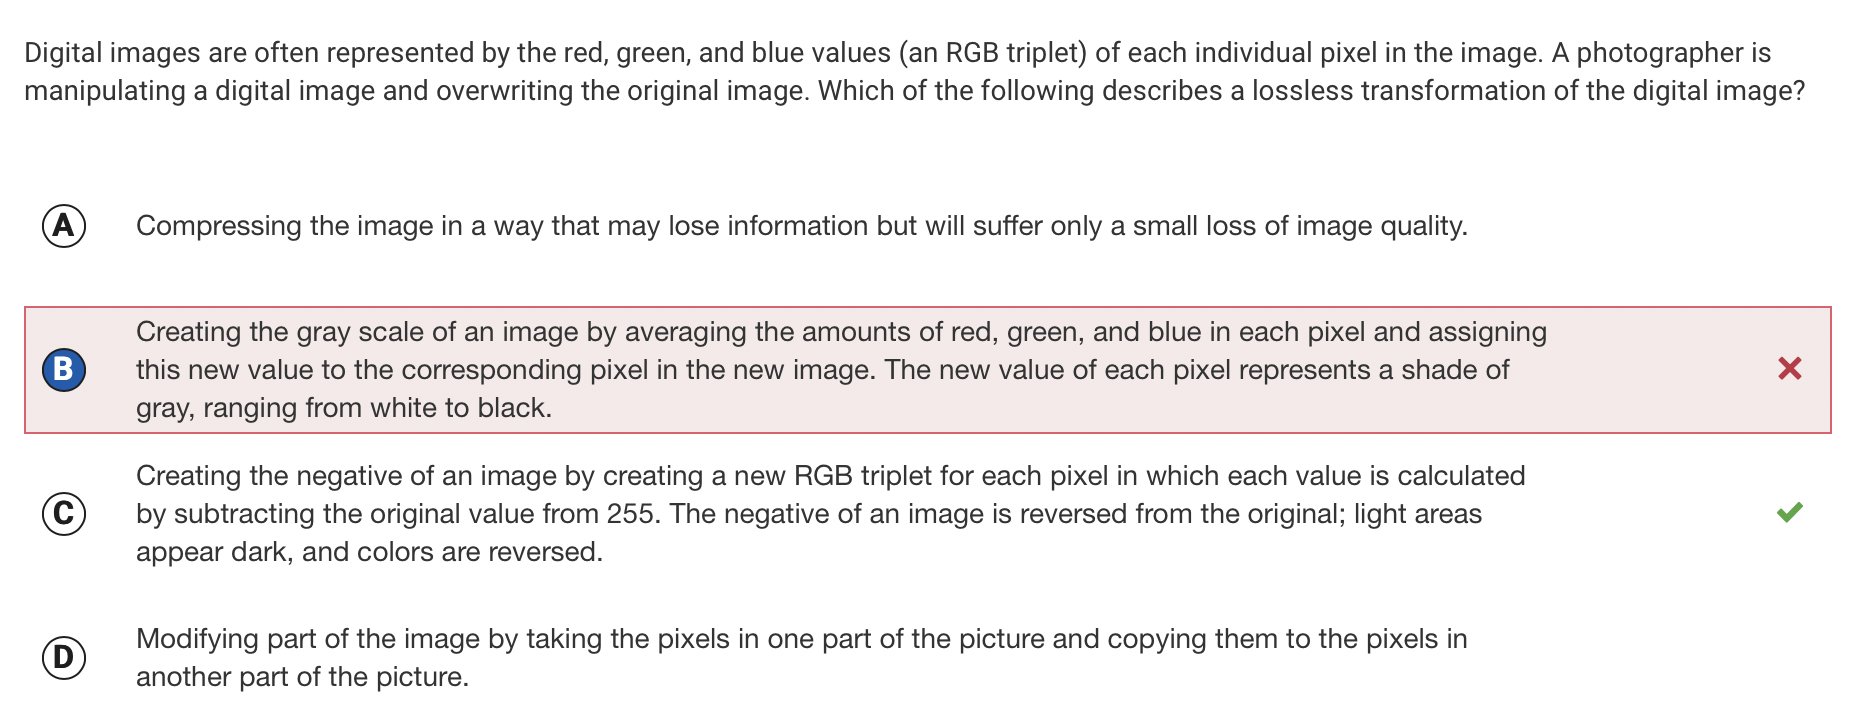 Digital images are often represented by the red, green, and blue values (an RGB triplet) of each individual pixel in the image. A photographer is
manipulating a digital image and overwriting the original image. Which of the following describes a lossless transformation of the digital image?
A Compressing the image in a way that may lose information but will suffer only a small loss of image quality.
B Creating the gray scale of an image by averaging the amounts of red, green, and blue in each pixel and assigning
this new value to the corresponding pixel in the new image. The new value of each pixel represents a shade of
gray, ranging from white to black.
C Creating the negative of an image by creating a new RGB triplet for each pixel in which each value is calculated
by subtracting the original value from 255. The negative of an image is reversed from the original; light areas
appear dark, and colors are reversed.
D Modifying part of the image by taking the pixels in one part of the picture and copying them to the pixels in
another part of the picture.